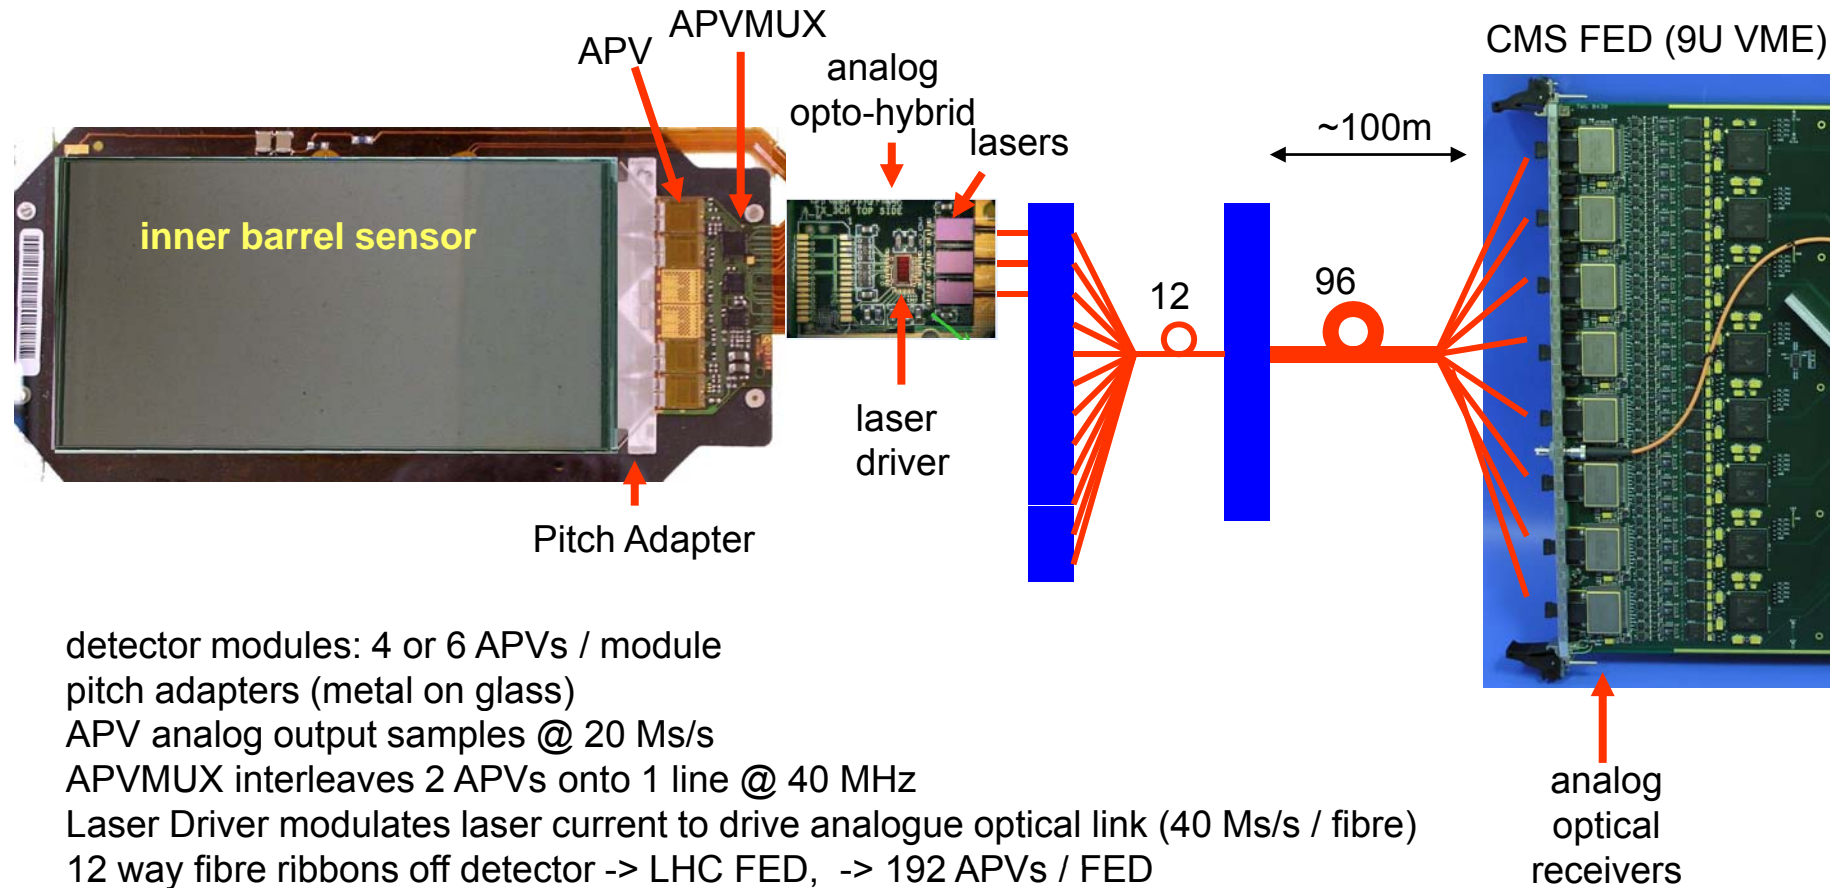 APVMUX
APV
CMS FED (9U VME)
analog
opto-hybrid
lasers
~100m
TOP SIDE
inner barrel sensor
12
96
laser
driver
Pitch Adapter
detector modules: 4 or 6 APVs / module
pitch adapters (metal on glass)
APV analog output samples @ 20 Ms/s
APVMUX interleaves 2 APVs onto 1 line @ 40 MHz
Laser Driver modulates laser current to drive analogue optical link (40 Ms/s / fibre)
12 way fibre ribbons off detector -> LHC FED,  -> 192 APVs / FED
analog
optical
receivers